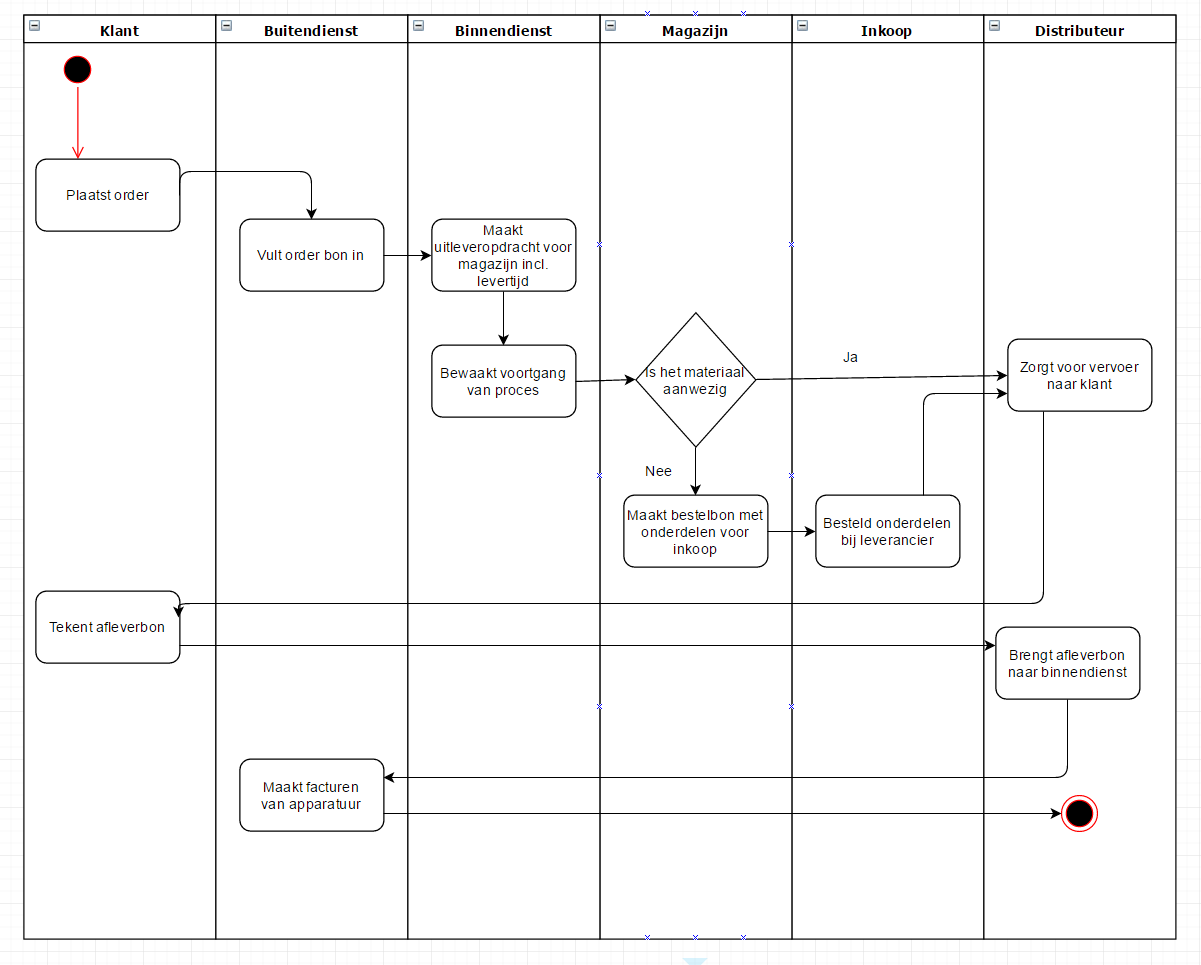 Klant
Buitendienst
Binnendienst
Magazijn
Inkoop
Distributeur
Plaatst order
Vult order bon in
Maakt
uitleveropdracht voor
magazijn incl.
levertijd
Bewaakt voortgang
van proces
Is het materiaal
aanwezig
Ja
Zorgt voor vervoer
naar klant
Nee
Maakt bestelbon met
onderdelen voor
inkoop
Besteld onderdelen
bij leverancier
Tekent afleverbon
Brengt afleverbon
naar binnendienst
Maakt facturen
van apparatuur